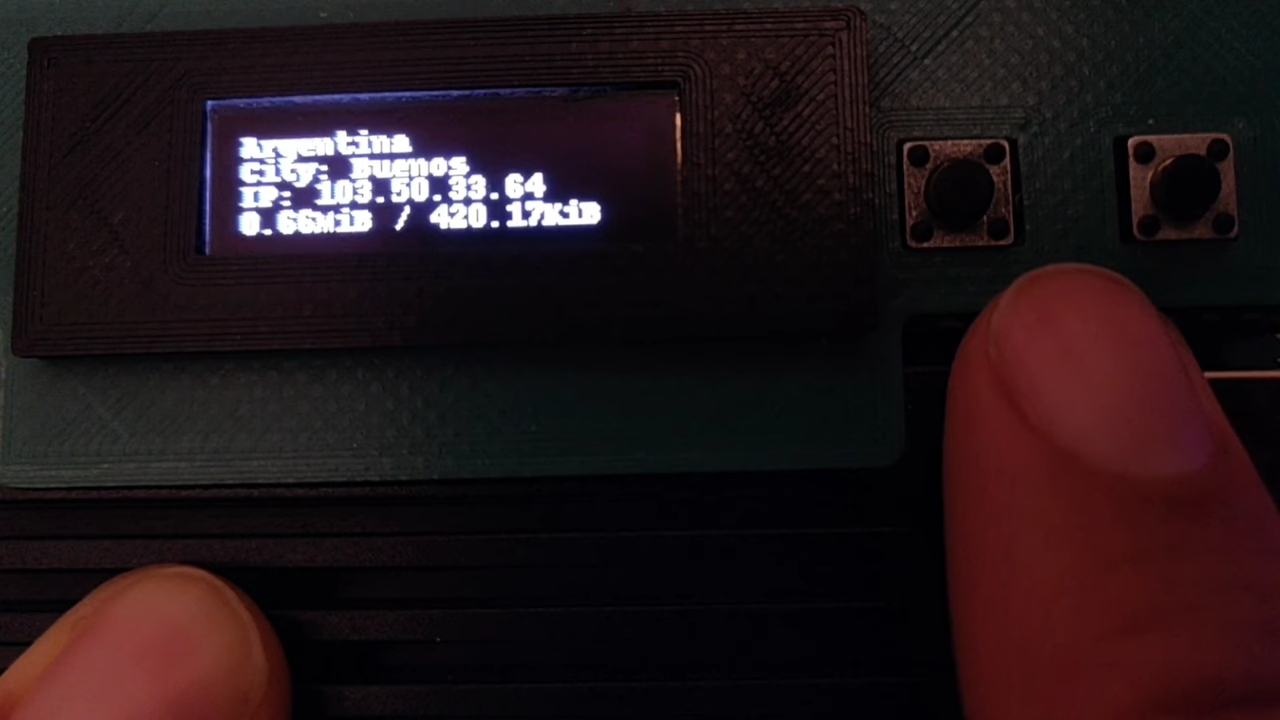 Argentina
City: Buenos
IP: 103.50.33.64
0.66MiB / 420.17KiB